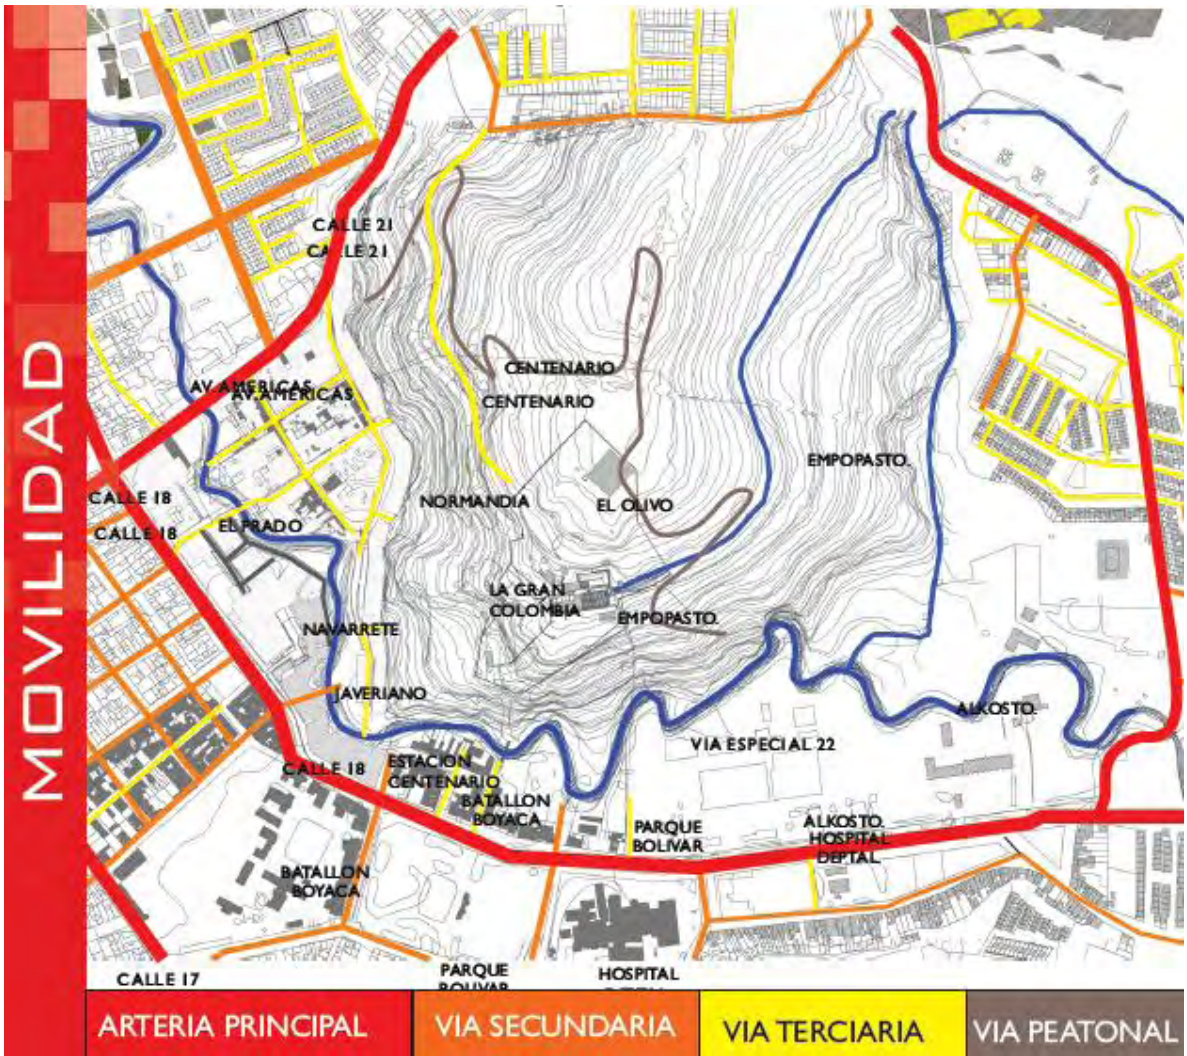 MOVILIDAD
CALLE 21
CALLE 21
CENTENARIO
AV.AMERICAS
AV.AMERICAS
CENTENARIO
EMPOPASTO.
CALLE 18
NORMANDIA
EL OLIVO
CALLE 18
EL PRADO
LA GRAN
COLOMBIA
EMPOPASTO.
NAVARRETE
JAVERIANO
ALKOSTO.
VIA ESPECIAL 22
CALLE 18
ESTACION
CENTENARIO
BATALLON
BOYACA
PARQUE
BOLIVAR
ALKOSTO.
HOSPITAL
DEPTAL
BATALLON
BOYACA
CALLE 17
PARQUE
BOLIVAR
HOSPITAL
ARTERIA PRINCIPAL
VIA SECUNDARIA
VIA TERCIARIA
VIA PEATONAL